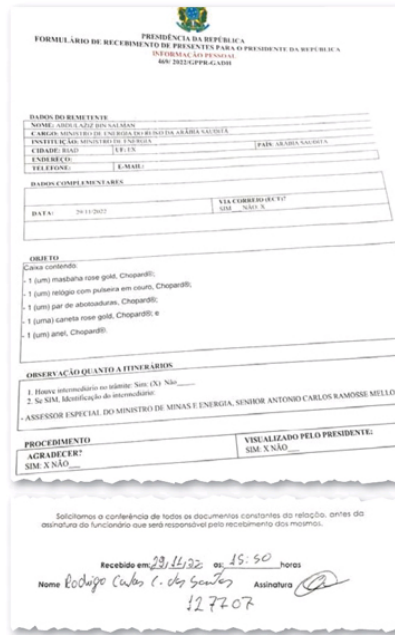 PRESIDÊNCIA DA REPÚBLICA
FORMULÁRIO DE RECEBIMENTO DE PRESENTES PARA O PRESIDENTE DA REPÚBLICA
INFORMAÇÃO PESSOAL
469/ 2022/GPPR-GADH
DADOS DO REMETENTE
NOME: ABDULAZIZ BIN SALMAN
CARGO: MINISTRO DE ENERGIA DO REINO DA ARÁBIA SAUDITA
INSTITUIÇÃO: MINISTRO DE ENERGIA PAÍS: ARÁBIA SAUDITA
CIDADE: RIAD UF: EX
ENDEREÇO:
TELEFONE: E-MAIL:
DADOS COMPLEMENTARES
VIA CORREIO (ECT)?
DATA: 29/11/2022 SIM__ NÃO: X
OBJETO
Caixa contendo:
- 1 (um) masbaha rose gold, Chopard®;
- 1 (um) relógio com pulseira em couro, Chopard®;
- 1 (um) par de abotoaduras, Chopard®;
- 1 (uma) caneta rose gold, Chopard®; e
- 1 (um) anel, Chopard®.
OBSERVAÇÃO QUANTO A ITINERÁRIOS
1. Houve intermediário no trâmite: Sim: (X) Não____
2. Se SIM, Identificação do intermediário:
- ASSESSOR ESPECIAL DO MINISTRO DE MINAS E ENERGIA, SENHOR ANTONIO CARLOS RAMOSSE MELLO
PROCEDIMENTO
AGRADECER? VISUALIZADO PELO PRESIDENTE:
SIM: X NÃO___ SIM: X NÃO___
Solicitamos a conferência de todos os documentos constantes da relação, antes da
assinatura do funcionário que será responsável pelo recebimento dos mesmos.
Recebido em: 29/11/22 às: 15:50 horas
Nome Rodrigo Carlos C. dos Santos Assinatura
127707